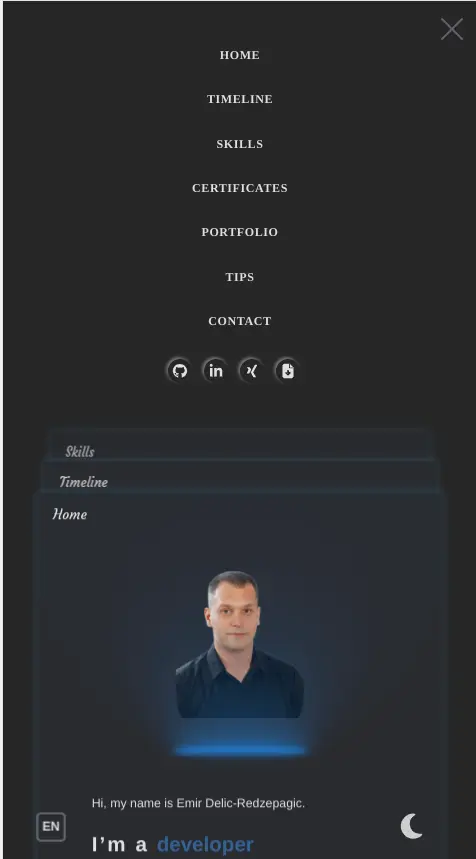 HOME
TIMELINE
SKILLS
CERTIFICATES
PORTFOLIO
TIPS
CONTACT
in
Skills
Timeline
Home
Hi, my name is Emir Delic-Redzepagic.
EN
I'm a developer